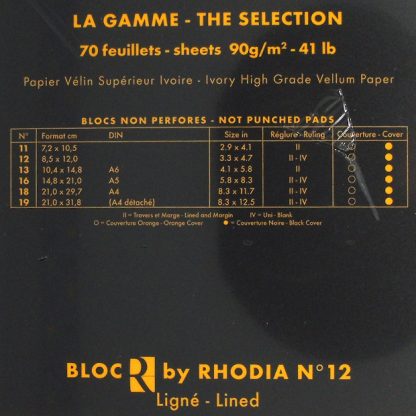 LA GAMME - THE SELECTION
70 feuillets - sheets 90g/m² - 41 lb
Papier Vélin Supérieur Ivoire - Ivory High Grade Vellum Paper
BLOCS NON PERFORES - NOT PUNCHED PADS
N° Format cm DIN Size in Réglure - Ruling Couverture - Cover
11 7,2 x 10,5 2.9 x 4.1 II ○ ●
12 8,5 x 12,0 3.3 x 4.7 II - IV ○ ●
13 10,4 x 14,8 A6 4.1 x 5.8 II ○ ●
16 14,8 x 21,0 A5 5.8 x 8.3 II - IV ○ ●
18 21,0 x 29,7 A4 8.3 x 11.7 II - IV ○ ●
19 21,0 x 31,8 (A4 détaché) 8.3 x 12.5 II - IV ○ ●
II = Travers et Marge - Lined and Margin IV = Uni - Blank
○ = Couverture Orange - Orange Cover ● = Couverture Noire - Black Cover
BLOC R by RHODIA N°12
Ligné - Lined